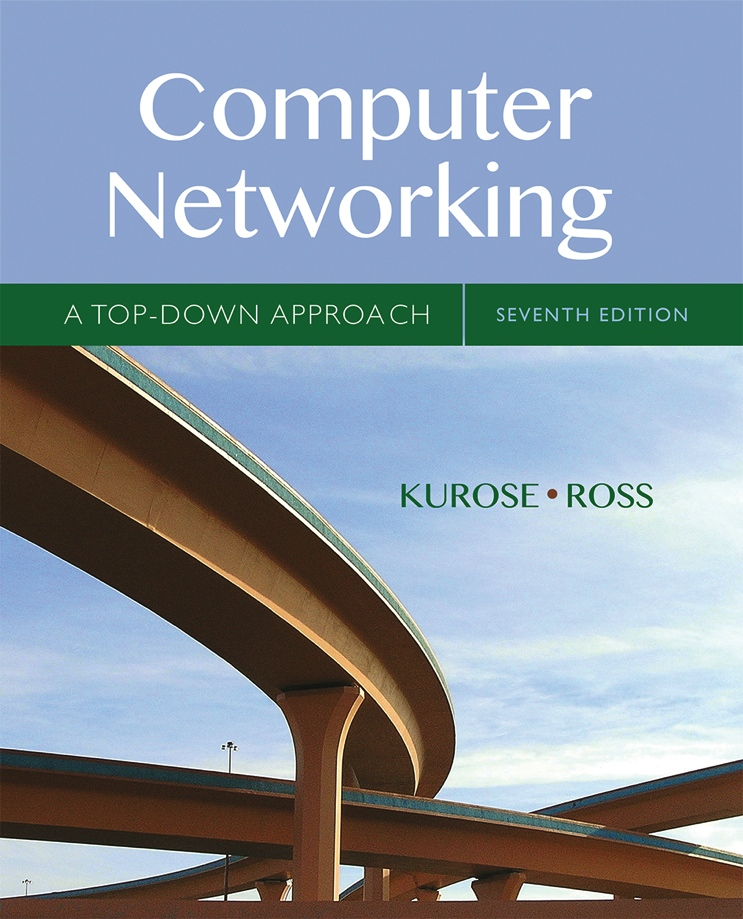 Computer
Networking
A TOP-DOWN APPROACH
SEVENTH EDITION
KUROSE • ROSS